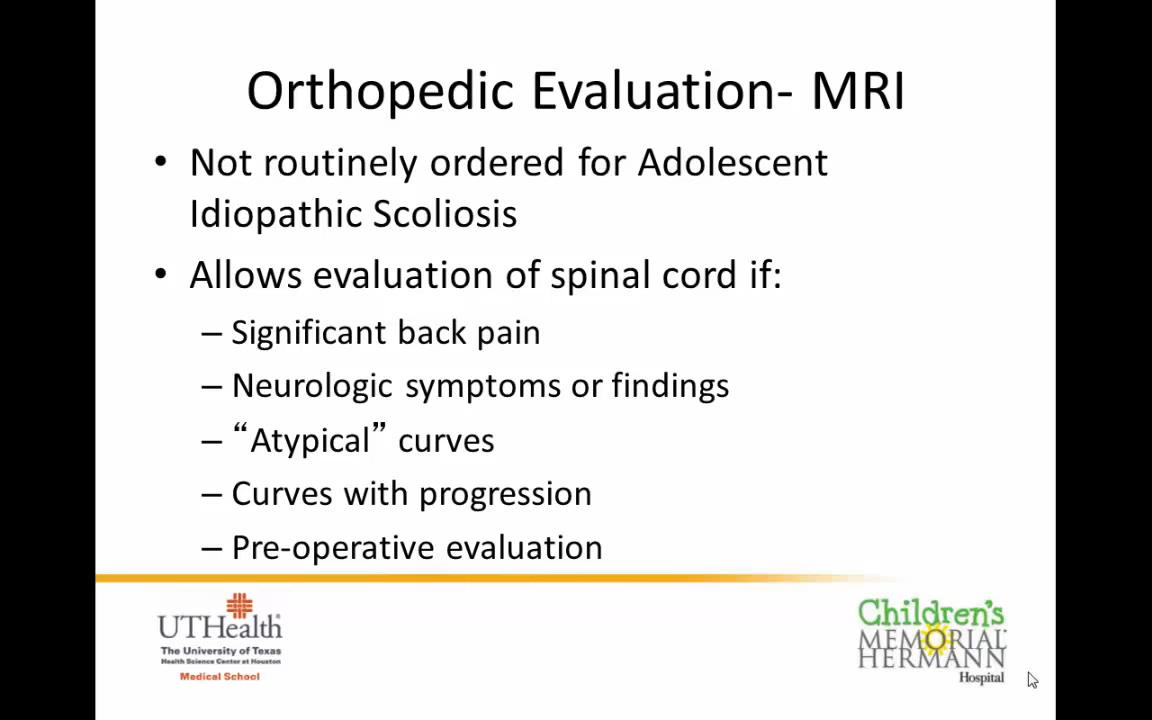 Orthopedic Evaluation- MRI
• Not routinely ordered for Adolescent
Idiopathic Scoliosis
• Allows evaluation of spinal cord if:
– Significant back pain
– Neurologic symptoms or findings
– “Atypical” curves
– Curves with progression
– Pre-operative evaluation
UTHealth
The University of Texas
Health Science Center at Houston
Medical School
Children's
MEMORIAL
HERMANN
Hospital